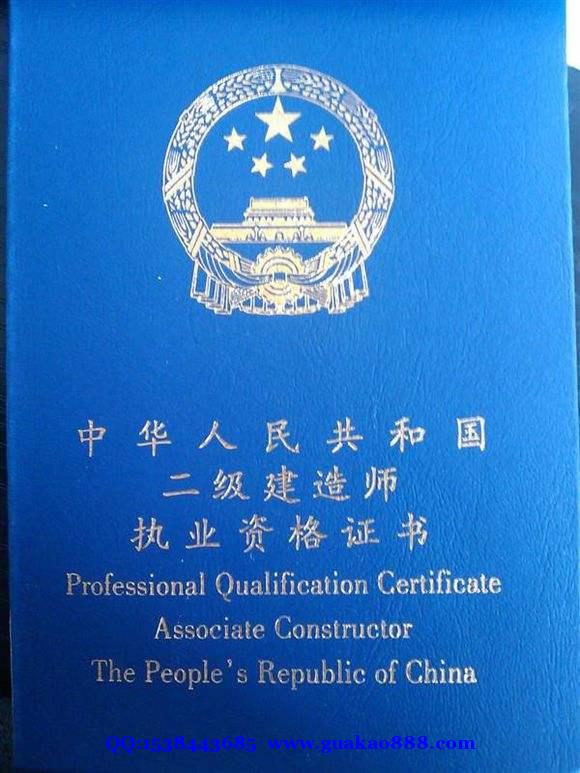 中华人民共和国
二级建造师
执业资格证书
Professional Qualification Certificate
Associate Constructor
The People's Republic of China
QQ:1538443685 www.guakao888.com